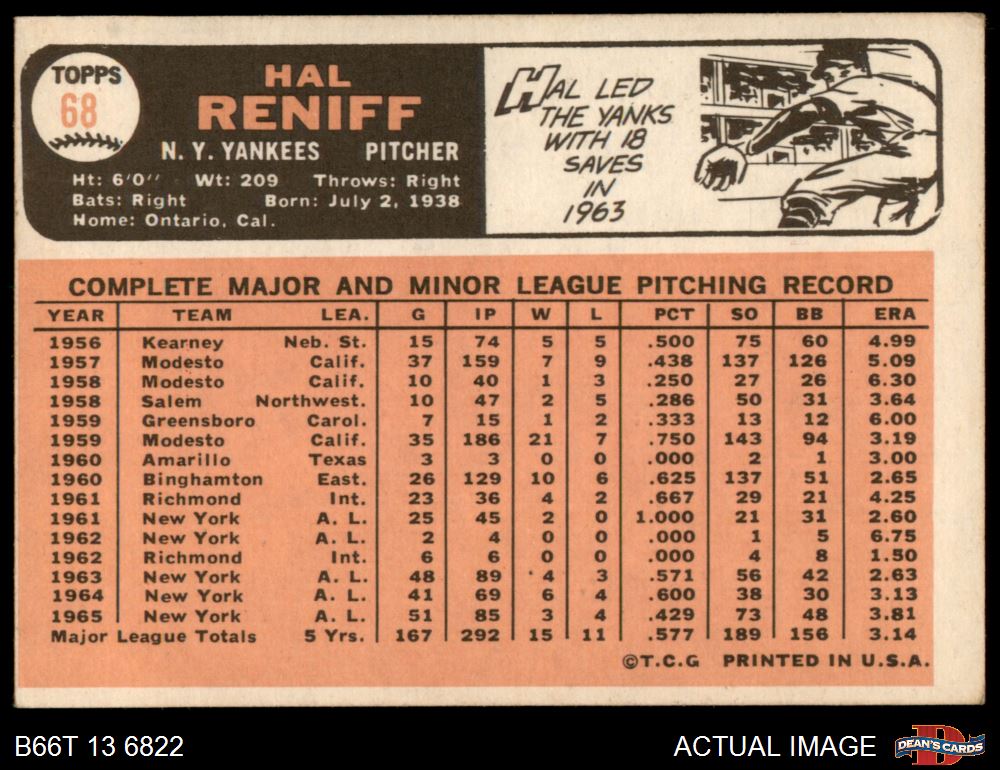 TOPPS
68
HAL
RENIFF
N. Y. YANKEES PITCHER
Ht: 6'0" Wt: 209 Throws: Right
Bats: Right Born: July 2, 1938
Home: Ontario, Cal.
HAL LED
THE YANKS
WITH 18
SAVES
IN
1963
COMPLETE MAJOR AND MINOR LEAGUE PITCHING RECORD
YEAR TEAM LEA. G IP W L PCT SO BB ERA
1956 Kearney Neb. St. 15 74 5 5 .500 75 60 4.99
1957 Modesto Calif. 37 159 7 9 .438 137 126 5.09
1958 Modesto Calif. 10 40 1 3 .250 27 26 6.30
1958 Salem Northwest. 10 47 2 5 .286 50 31 3.64
1959 Greensboro Carol. 7 15 1 2 .333 13 12 6.00
1959 Modesto Calif. 35 186 21 7 .750 143 94 3.19
1960 Amarillo Texas 3 3 0 0 .000 2 1 3.00
1960 Binghamton East. 26 129 10 6 .625 137 51 2.65
1961 Richmond Int. 23 36 4 2 .667 29 21 4.25
1961 New York A. L. 25 45 2 0 1.000 21 31 2.60
1962 New York A. L. 2 4 0 0 .000 1 5 6.75
1962 Richmond Int. 6 6 0 0 .000 4 8 1.50
1963 New York A. L. 48 89 4 3 .571 56 42 2.63
1964 New York A. L. 41 69 6 4 .600 38 30 3.13
1965 New York A. L. 51 85 3 4 .429 73 48 3.81
Major League Totals 5 Yrs. 167 292 15 11 .577 189 156 3.14
©T.C.G PRINTED IN U.S.A.
B66T 13 6822
ACTUAL IMAGE
DEAN'S CARDS